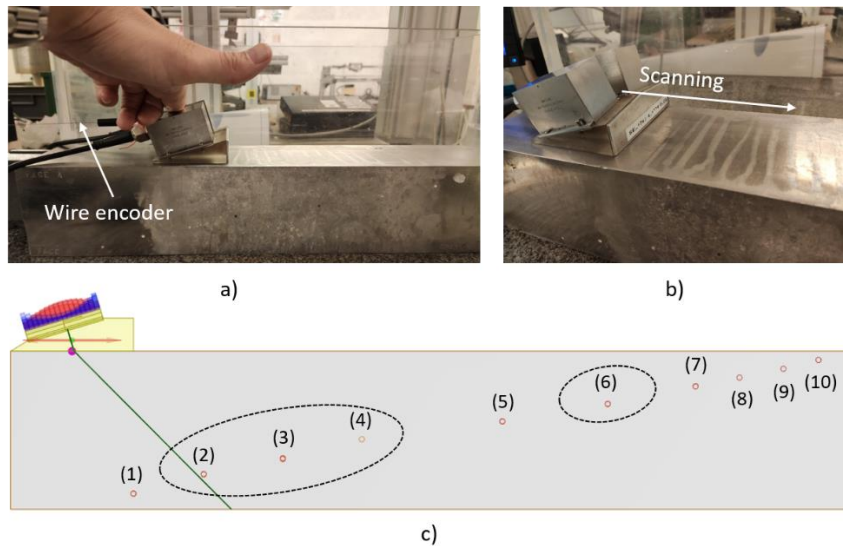 Wire encoder
Scanning
a)
b)
(1)
(2)
(3)
(4)
(5)
(6)
(7)
(8)
(9)
(10)
c)